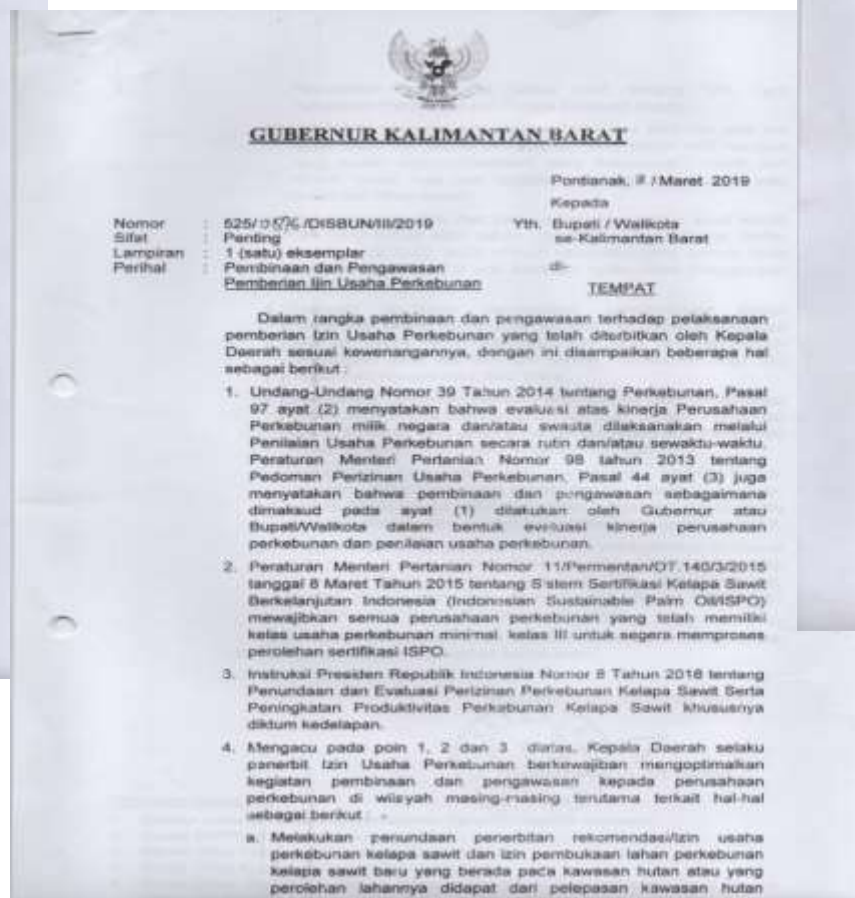 GUBERNUR KALIMANTAN BARAT
Pontianak, / Maret 2019
Kepada
Yth. Bupati / Walikota
se-Kalimantan Barat
di-
TEMPAT
Nomor : 525/ /DISBUN/III/2019
Sifat : Penting
Lampiran : 1 (satu) eksemplar
Perihal : Pembinaan dan Pengawasan
Pemberian Ijin Usaha Perkebunan
Dalam rangka pembinaan dan pengawasan terhadap pelaksanaan
pemberian Izin Usaha Perkebunan yang telah diterbitkan oleh Kepala
Daerah sesuai kewenangannya, dengan ini disampaikan beberapa hal
sebagai berikut :
1. Undang-Undang Nomor 39 Tahun 2014 tentang Perkebunan, Pasal
97 ayat (2) menyatakan bahwa evaluasi atas kinerja Perusahaan
Perkebunan milik negara dan/atau swasta dilaksanakan melalui
Penilaian Usaha Perkebunan secara rutin dan/atau sewaktu-waktu.
Peraturan Menteri Pertanian Nomor 98 tahun 2013 tentang
Pedoman Perizinan Usaha Perkebunan, Pasal 44 ayat (3) juga
menyatakan bahwa pembinaan dan pengawasan sebagaimana
dimaksud pada ayat (1) dilakukan oleh Gubernur atau
Bupati/Walikota dalam bentuk evaluasi kinerja perusahaan
perkebunan dan penilaian usaha perkebunan.
2. Peraturan Menteri Pertanian Nomor 11/Permentan/OT.140/3/2015
tanggal 6 Maret Tahun 2015 tentang Sistem Sertifikasi Kelapa Sawit
Berkelanjutan Indonesia (Indonesian Sustainable Palm Oil/ISPO)
mewajibkan semua perusahaan perkebunan yang telah memiliki
kelas usaha perkebunan minimal kelas III untuk segera memproses
perolehan sertifikasi ISPO.
3. Instruksi Presiden Republik Indonesia Nomor 8 Tahun 2018 tentang
Penundaan dan Evaluasi Perizinan Perkebunan Kelapa Sawit Serta
Peningkatan Produktivitas Perkebunan Kelapa Sawit khususnya
diktum kedelapan.
4. Mengacu pada poin 1, 2 dan 3 diatas, Kepala Daerah selaku
penerbit Izin Usaha Perkebunan berkewajiban mengoptimalkan
kegiatan pembinaan dan pengawasan kepada perusahaan
perkebunan di wilayah masing-masing terutama terkait hal-hal
sebagai berikut :
a. Melakukan penundaan penerbitan rekomendasi/izin usaha
perkebunan kelapa sawit dan izin pembukaan lahan perkebunan
kelapa sawit baru yang berada pada kawasan hutan atau yang
perolehan lahannya didapat dari pelepasan kawasan hutan